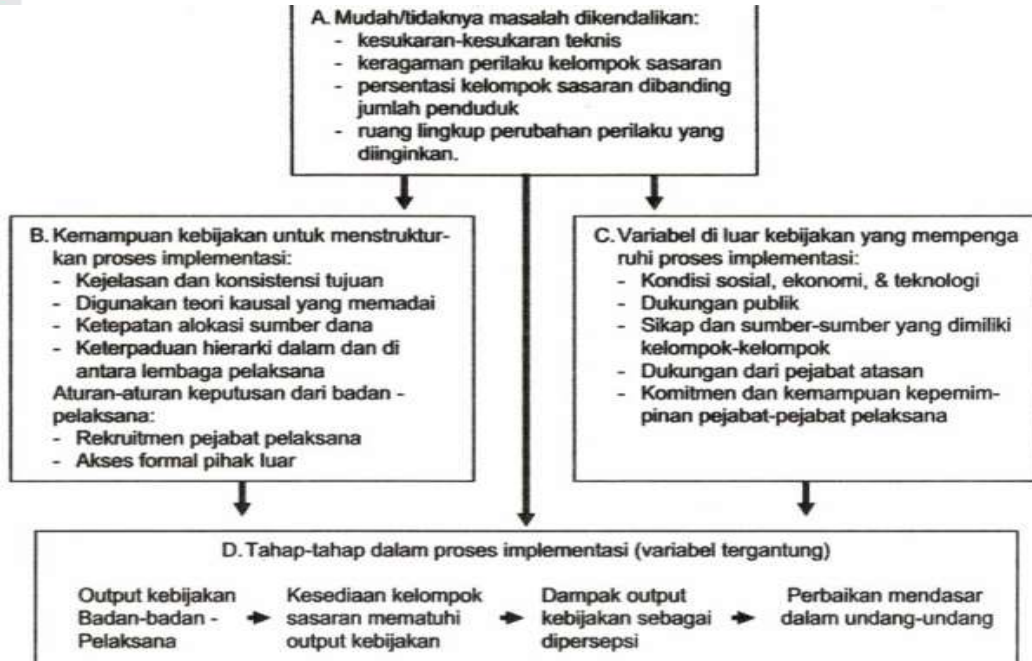 A. Mudah/tidaknya masalah dikendalikan:
- kesukaran-kesukaran teknis
- keragaman perilaku kelompok sasaran
- persentasi kelompok sasaran dibanding
jumlah penduduk
- ruang lingkup perubahan perilaku yang
diinginkan.
B. Kemampuan kebijakan untuk menstruktur-
kan proses implementasi:
- Kejelasan dan konsistensi tujuan
- Digunakan teori kausal yang memadai
- Ketepatan alokasi sumber dana
- Keterpaduan hierarki dalam dan di
antara lembaga pelaksana
Aturan-aturan keputusan dari badan -
pelaksana:
- Rekruitmen pejabat pelaksana
- Akses formal pihak luar
C. Variabel di luar kebijakan yang mempenga
ruhi proses implementasi:
- Kondisi sosial, ekonomi, & teknologi
- Dukungan publik
- Sikap dan sumber-sumber yang dimiliki
kelompok-kelompok
- Dukungan dari pejabat atasan
- Komitmen dan kemampuan kepemim-
pinan pejabat-pejabat pelaksana
D. Tahap-tahap dalam proses implementasi (variabel tergantung)
Output kebijakan
Badan-badan -
Pelaksana
Kesediaan kelompok
sasaran mematuhi
output kebijakan
Dampak output
kebijakan sebagai
dipersepsi
Perbaikan mendasar
dalam undang-undang